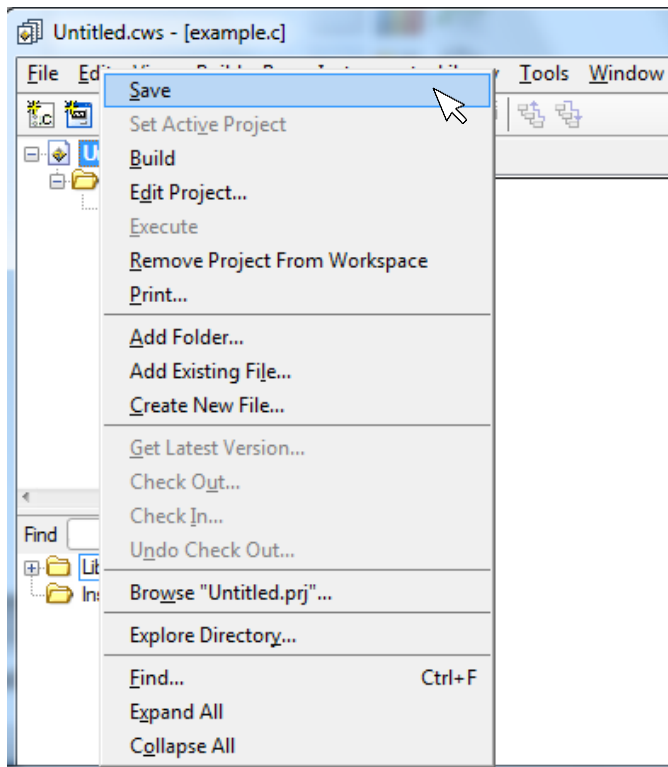 Untitled.cws - [example.c]
File Tools Window
Save
Set Active Project
Build
Edit Project...
Execute
Remove Project From Workspace
Print...
Add Folder...
Add Existing File...
Create New File...
Get Latest Version...
Check Out...
Check In...
Undo Check Out...
Find
Browse "Untitled.prj"...
Explore Directory...
Find... Ctrl+F
Expand All
Collapse All